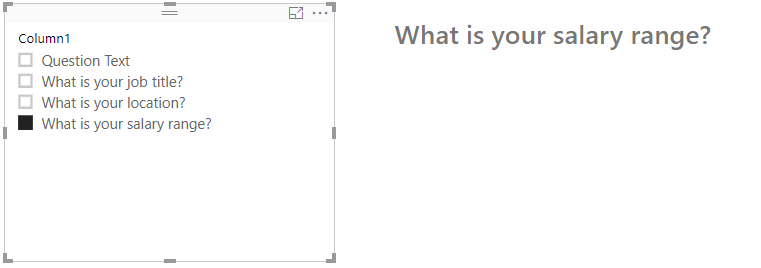 Column1
Question Text
What is your job title?
What is your location?
What is your salary range?
What is your salary range?